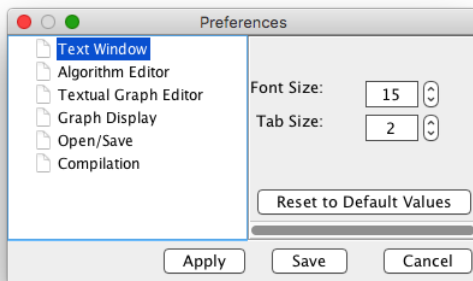 Preferences
Text Window
Algorithm Editor
Textual Graph Editor
Graph Display
Open/Save
Compilation
Font Size: 15
Tab Size: 2
Reset to Default Values
Apply Save Cancel